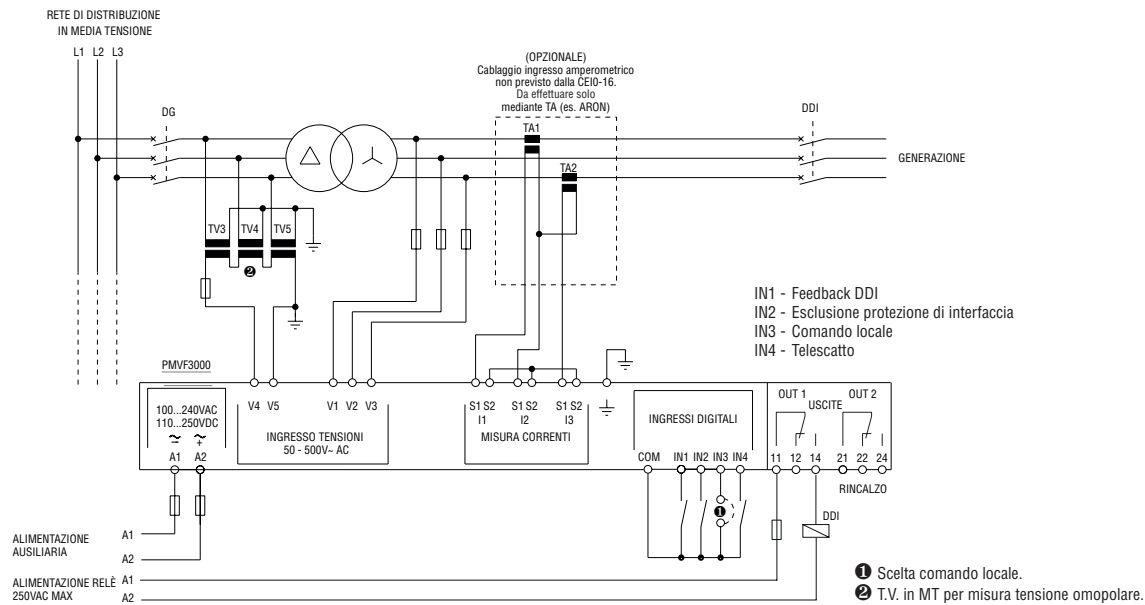 RETE DI DISTRIBUZIONE
IN MEDIA TENSIONE
L1 L2 L3
DG
(OPZIONALE)
Cablaggio ingresso amperometrico
non previsto dalla CEI0-16.
Da effettuare solo
mediante TA (es. ARON)
TA1
TA2
DDI
GENERAZIONE
TV3 TV4 TV5
❷
IN1 - Feedback DDI
IN2 - Esclusione protezione di interfaccia
IN3 - Comando locale
IN4 - Telescatto
PMVF3000
100...240VAC
110...250VDC
~ ~
− +
A1 A2
V4 V5 V1 V2 V3
INGRESSO TENSIONI
50 - 500V~ AC
S1 S2 S1 S2 S1 S2
I1 I2 I3
MISURA CORRENTI
INGRESSI DIGITALI
COM IN1 IN2 IN3 IN4
OUT 1 OUT 2
USCITE
11 12 14 21 22 24
RINCALZO
❶
DDI
ALIMENTAZIONE
AUSILIARIA
A1
A2
ALIMENTAZIONE RELÈ
250VAC MAX
A1
A2
❶ Scelta comando locale.
❷ T.V. in MT per misura tensione omopolare.